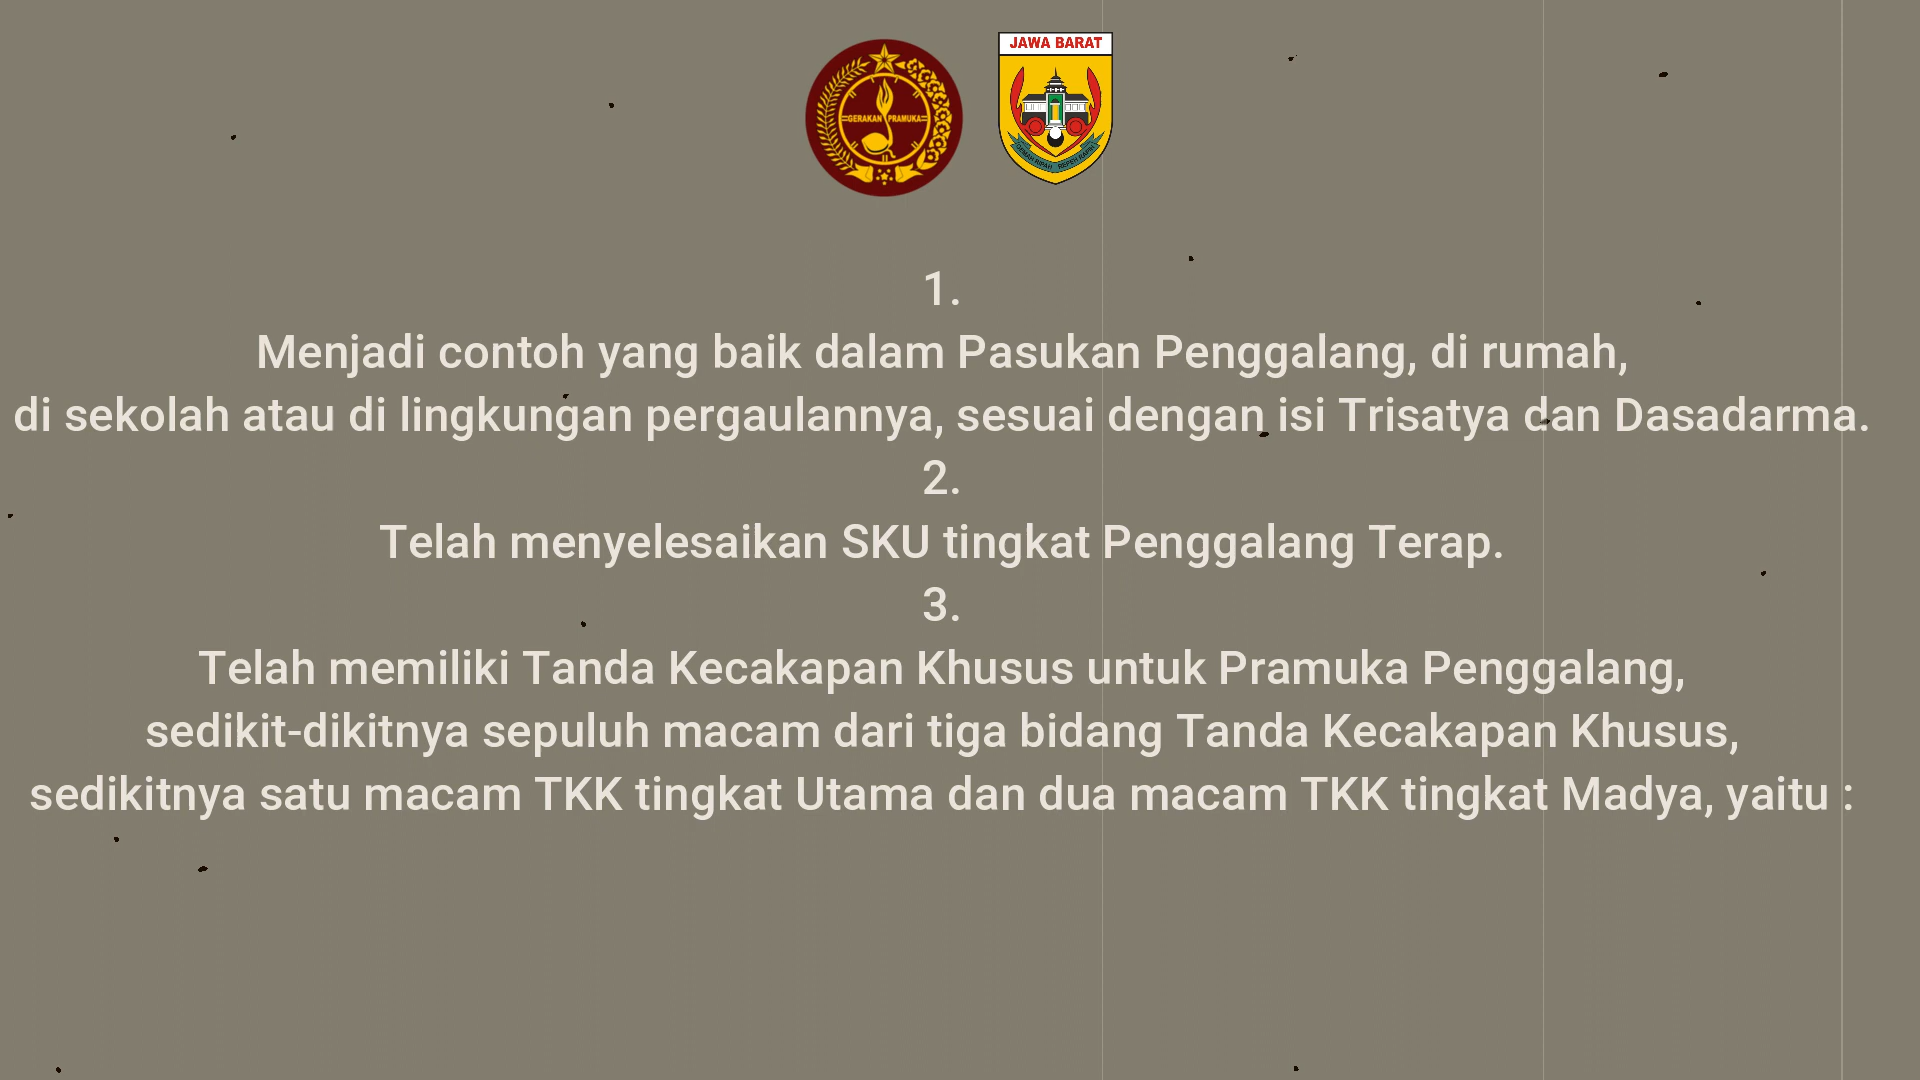 JAWA BARAT
GERAKAN PRAMUKA
1.
Menjadi contoh yang baik dalam Pasukan Penggalang, di rumah,
di sekolah atau di lingkungan pergaulannya, sesuai dengan isi Trisatya dan Dasadarma.
2.
Telah menyelesaikan SKU tingkat Penggalang Terap.
3.
Telah memiliki Tanda Kecakapan Khusus untuk Pramuka Penggalang,
sedikit-dikitnya sepuluh macam dari tiga bidang Tanda Kecakapan Khusus,
sedikitnya satu macam TKK tingkat Utama dan dua macam TKK tingkat Madya, yaitu :